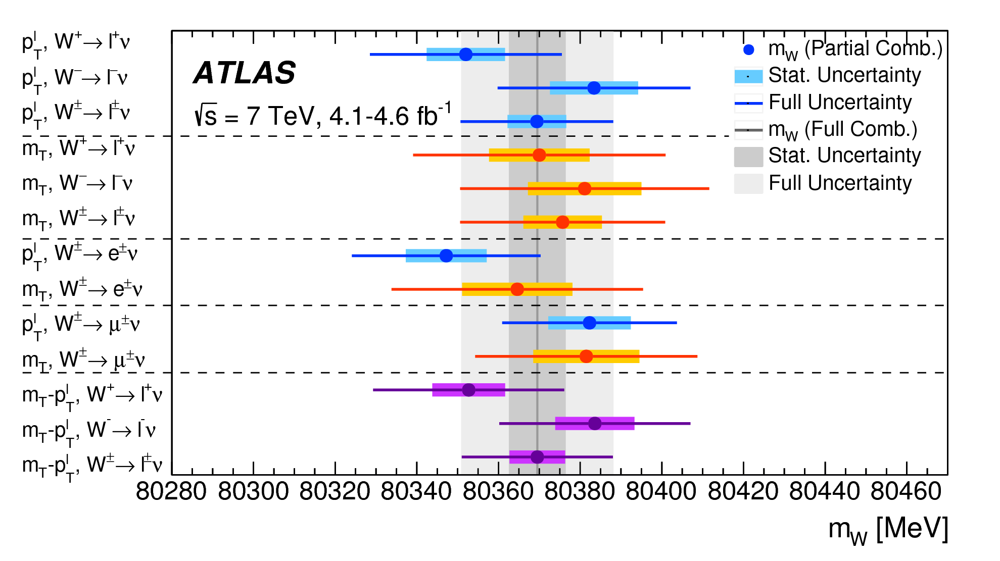 p_T^l, W⁺→ l⁺ν
p_T^l, W⁻→ l⁻ν
p_T^l, W^±→ l^±ν
m_T, W⁺→ l⁺ν
m_T, W⁻→ l⁻ν
m_T, W^±→ l^±ν
p_T^l, W^±→ e^±ν
m_T, W^±→ e^±ν
p_T^l, W^±→ μ^±ν
m_T, W^±→ μ^±ν
m_T-p_T^l, W⁺→ l⁺ν
m_T-p_T^l, W⁻→ l⁻ν
m_T-p_T^l, W^±→ l^±ν
ATLAS
√s = 7 TeV, 4.1-4.6 fb⁻¹
m_W (Partial Comb.)
Stat. Uncertainty
Full Uncertainty
m_W (Full Comb.)
Stat. Uncertainty
Full Uncertainty
80280 80300 80320 80340 80360 80380 80400 80420 80440 80460
m_W [MeV]